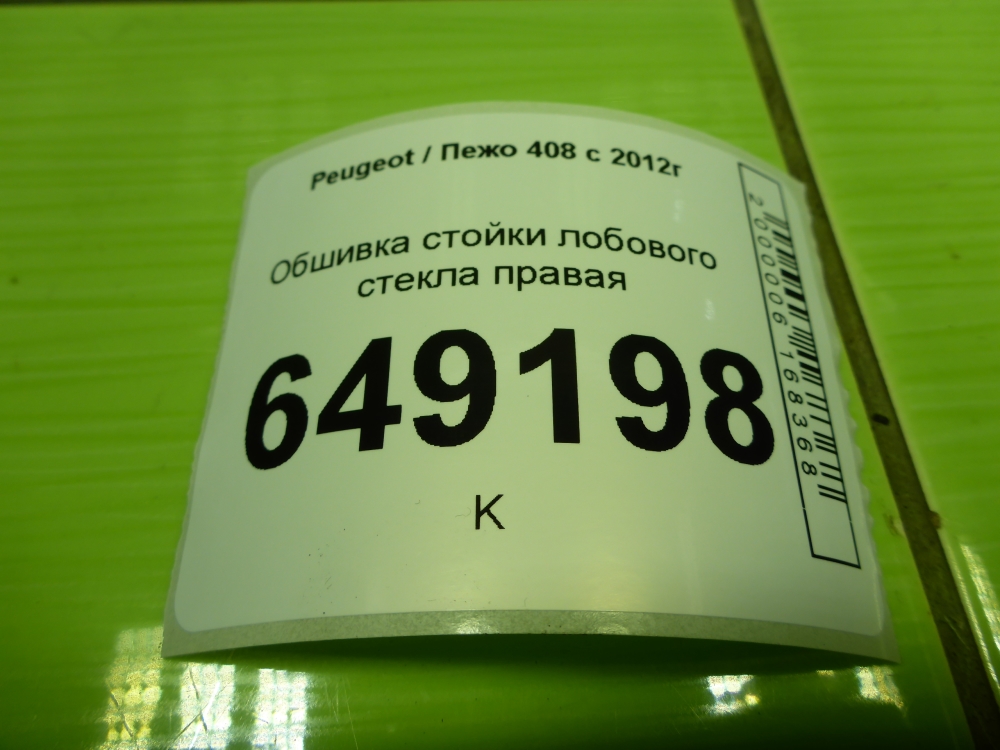 Peugeot / Пежо 408 с 2012г
Обшивка стойки лобового
стекла правая
649198
К
2000006168368